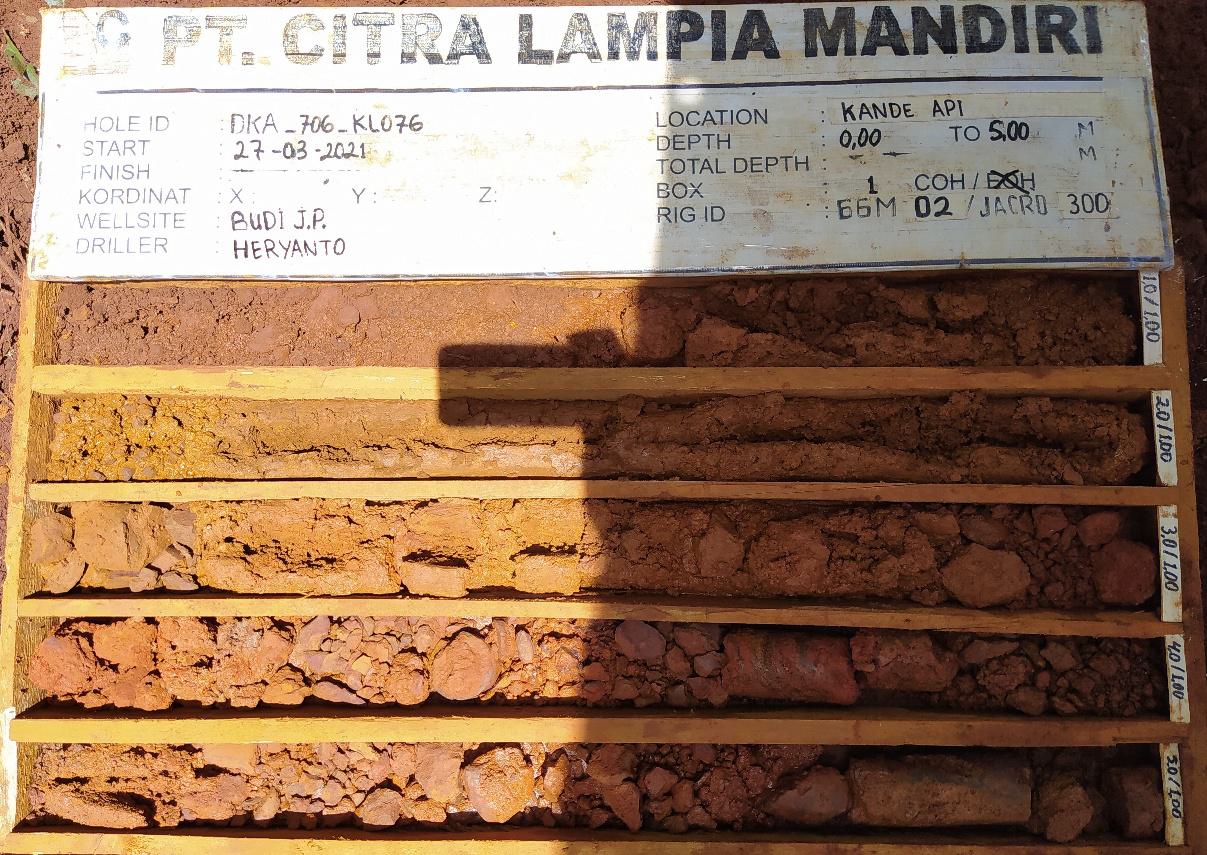 PT. CITRA LAMPIA MANDIRI
HOLE ID : DKA_706_KL076
START : 27-03-2021
FINISH :
KORDINAT : X : Y : Z:
WELLSITE : BUDI J.P.
DRILLER : HERYANTO
LOCATION : KANDE API
DEPTH : 0,00 TO 5,00 M
TOTAL DEPTH : M
BOX : 1 COH / EOH
RIG ID : 02 / JACRO 300
1.0/1,00
2.0/1.00
3.0/1.00
4.0/1.00
5.0/1.00